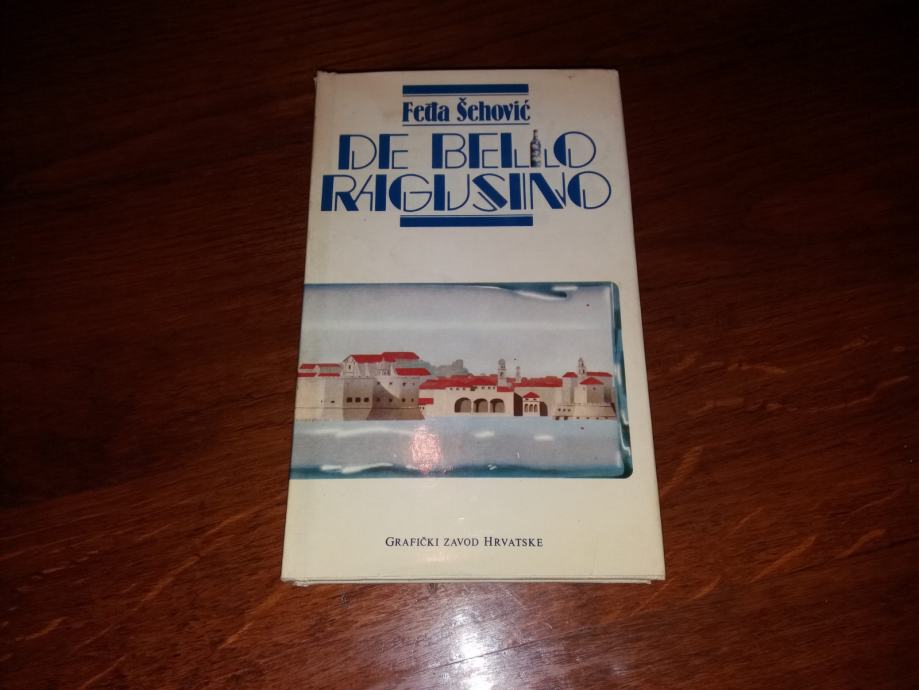 Feđa Šehović
DE BELLO
RAGUSINO
GRAFIČKI ZAVOD HRVATSKE